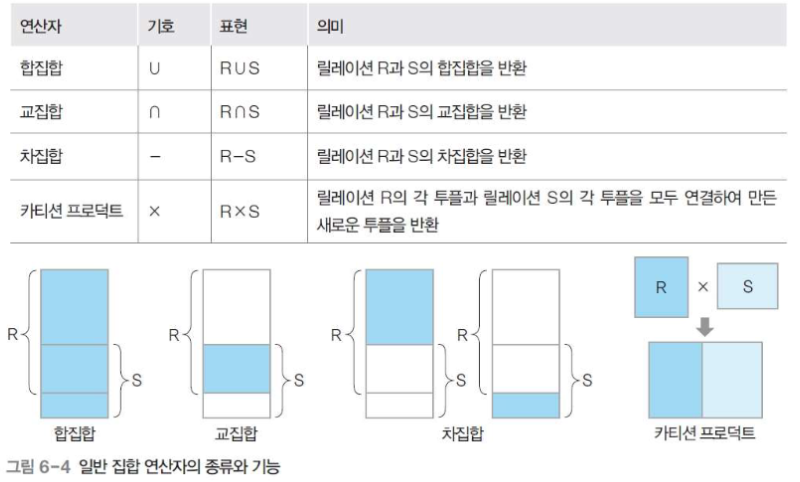 연산자 기호 표현 의미
합집합 ∪ R∪S 릴레이션 R과 S의 합집합을 반환
교집합 ∩ R∩S 릴레이션 R과 S의 교집합을 반환
차집합 − R−S 릴레이션 R과 S의 차집합을 반환
카티션 프로덕트 × R×S 릴레이션 R의 각 투플과 릴레이션 S의 각 투플을 모두 연결하여 만든
새로운 투플을 반환
R S
합집합
R S
교집합
R S R S
차집합
R × S
카티션 프로덕트
그림 6-4 일반 집합 연산자의 종류와 기능